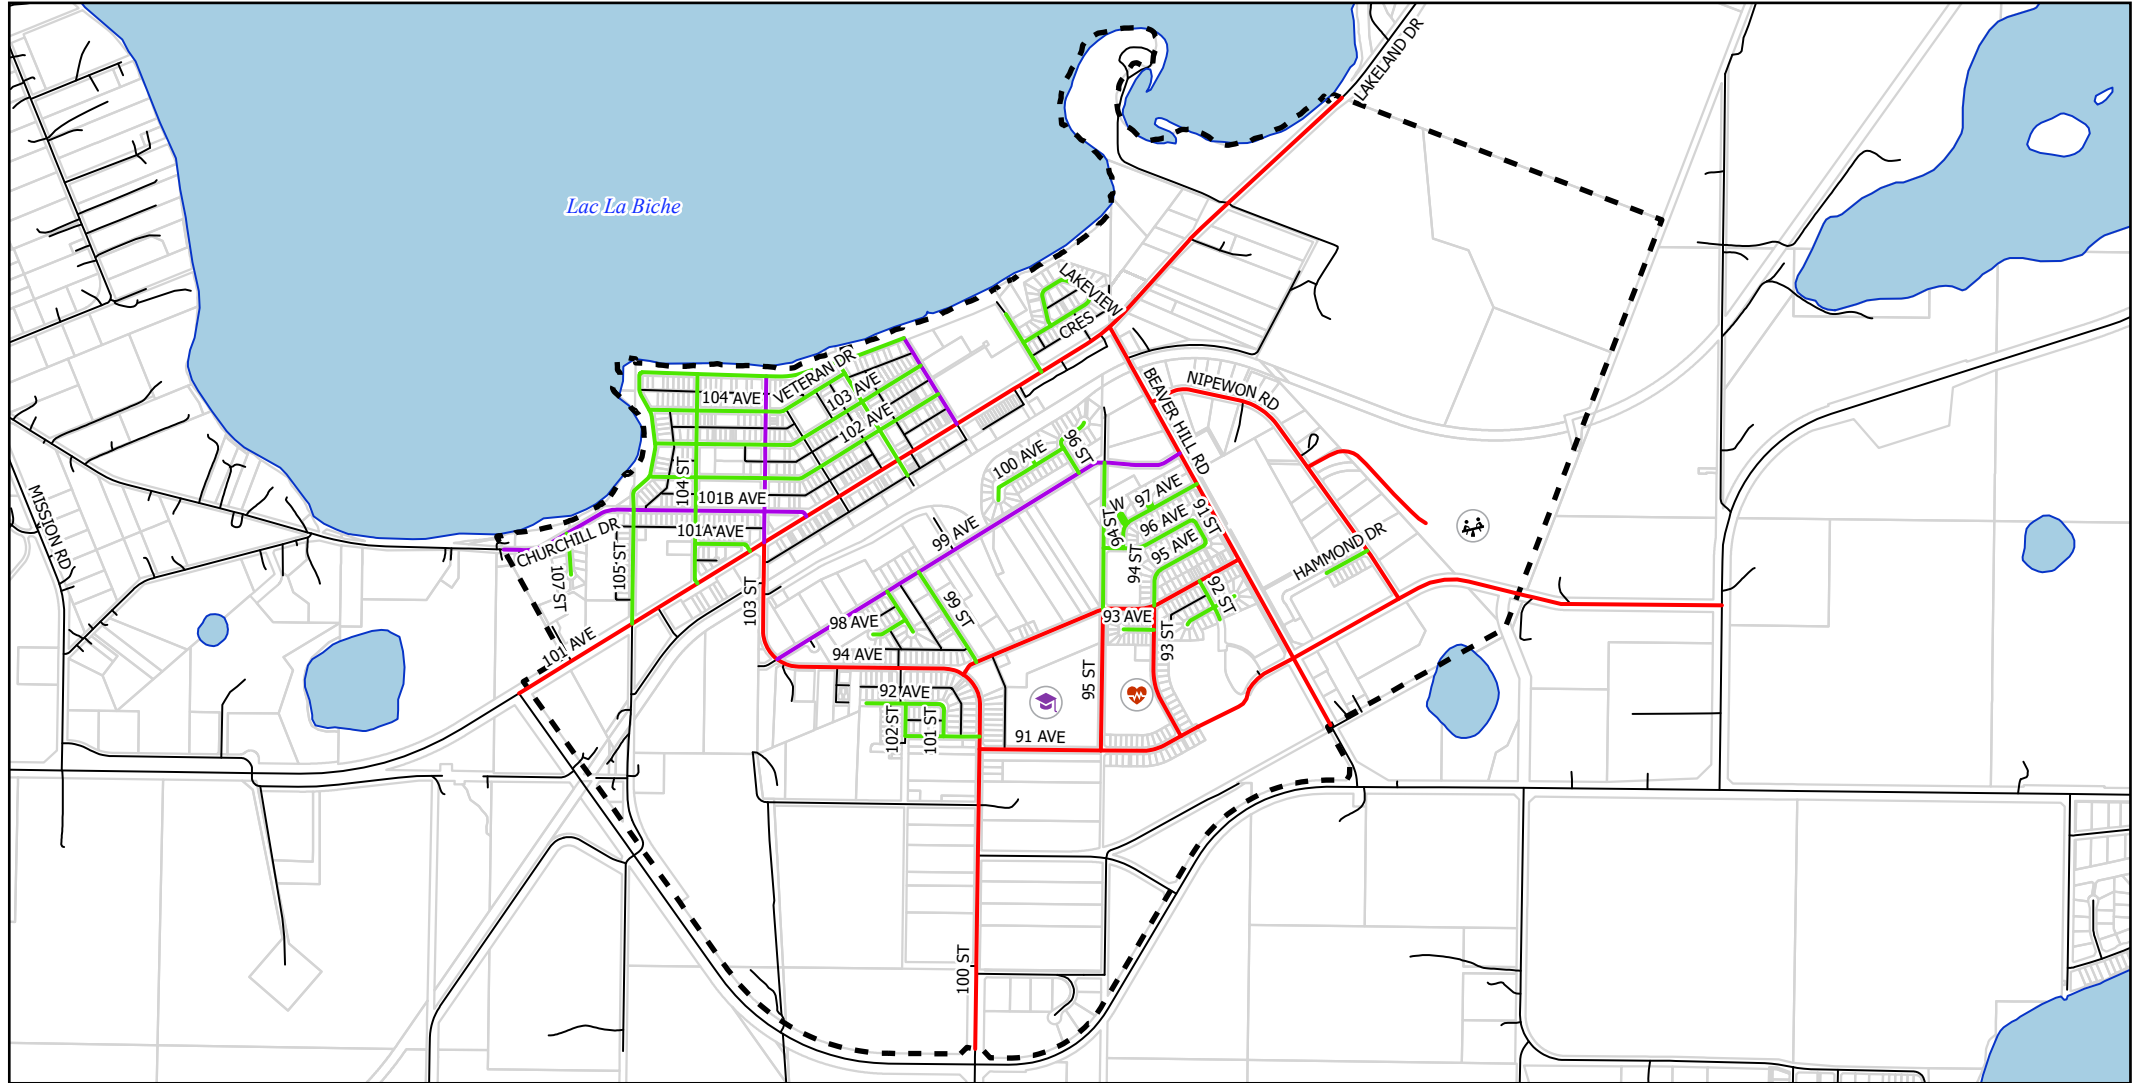 LAKELAND DR
Lac La Biche
LAKEVIEW
CRES
VETERAN DR
104 AVE
103 AVE
102 AVE
BEAVER HILL RD
NIPEWON RD
104 ST
101B AVE
100 AVE
96 ST
MISSION RD
CHURCHILL DR
101A AVE
99 AVE
94 ST
W
97 AVE
96 AVE
95 AVE
91 ST
94 ST
HAMMOND DR
107 ST
105 ST
103 ST
101 AVE
98 AVE
99 ST
92 ST
93 AVE
93 ST
94 AVE
95 ST
92 AVE
102 ST
101 ST
91 AVE
100 ST